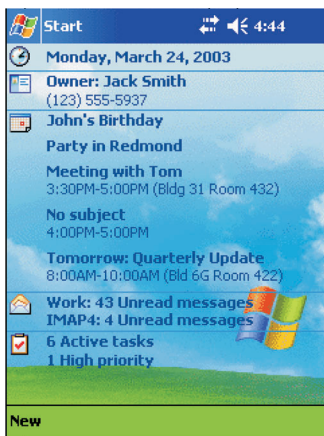 Start 4:44
Monday, March 24, 2003
Owner: Jack Smith
(123) 555-5937
John's Birthday
Party in Redmond
Meeting with Tom
3:30PM-5:00PM (Bldg 31 Room 432)
No subject
4:00PM-5:00PM
Tomorrow: Quarterly Update
8:00AM-10:00AM (Bld 6G Room 422)
Work: 43 Unread messages
IMAP4: 4 Unread messages
6 Active tasks
1 High priority
New